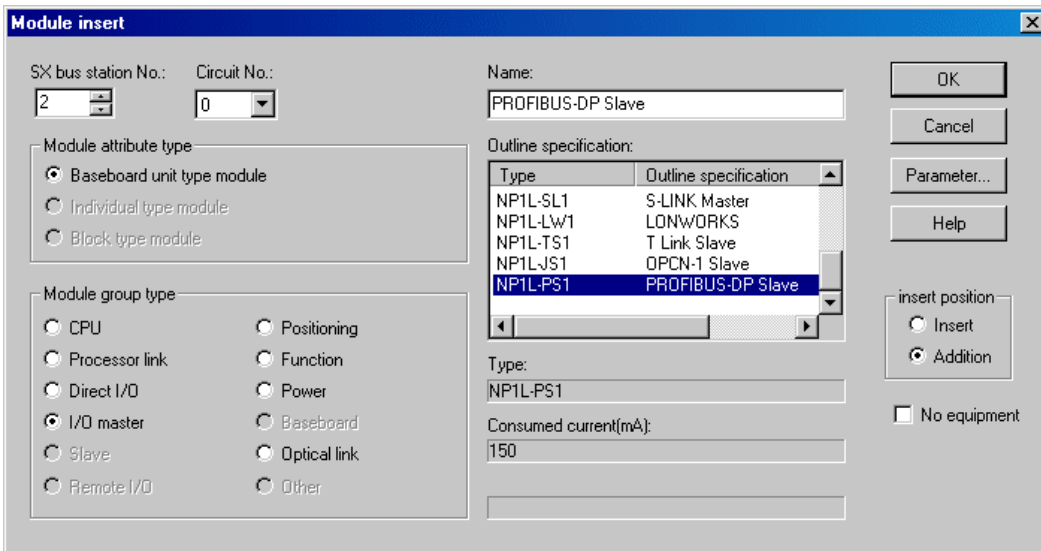 Module insert
SX bus station No.:
Circuit No.:
2
0
Module attribute type
Baseboard unit type module
Individual type module
Block type module
Module group type
CPU
Positioning
Processor link
Function
Direct I/O
Power
I/O master
Baseboard
Slave
Optical link
Remote I/O
Other
Name:
PROFIBUS-DP Slave
Outline specification:
Type Outline specification
NP1L-SL1 S-LINK Master
NP1L-LW1 LONWORKS
NP1L-TS1 T Link Slave
NP1L-JS1 OPCN-1 Slave
NP1L-PS1 PROFIBUS-DP Slave
Type:
NP1L-PS1
Consumed current(mA):
150
OK
Cancel
Parameter...
Help
insert position
Insert
Addition
No equipment